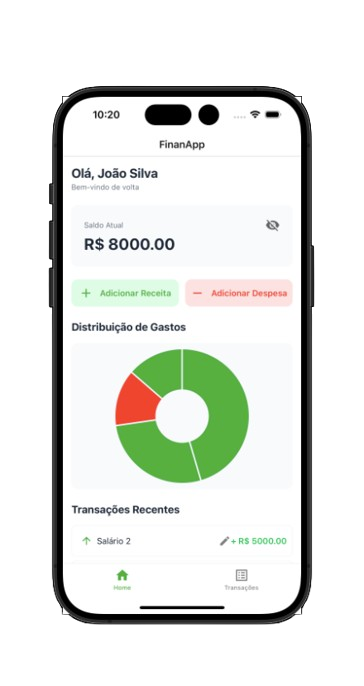 10:20
FinanApp
Olá, João Silva
Bem-vindo de volta
Saldo Atual
R$ 8000.00
+ Adicionar Receita
− Adicionar Despesa
Distribuição de Gastos
Transações Recentes
Salário 2
+ R$ 5000.00
Home
Transações